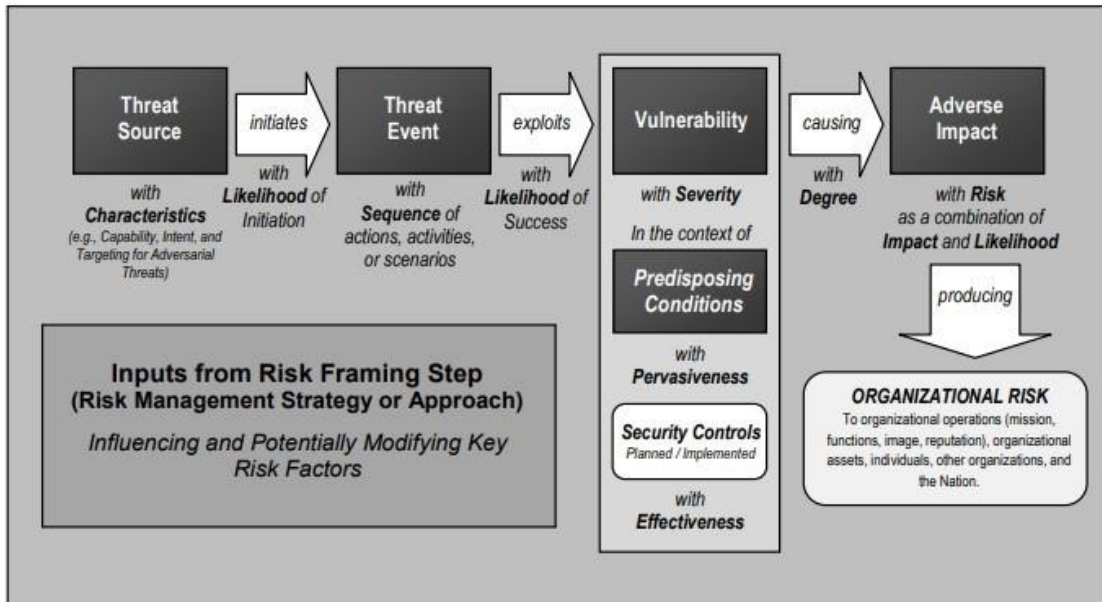 Threat
Source
initiates
Threat
Event
exploits
Vulnerability
causing
Adverse
Impact
with
Characteristics
(e.g., Capability, Intent, and
Targeting for Adversarial
Threats)
with
Likelihood of
Initiation
with
Sequence of
actions, activities,
or scenarios
with
Likelihood of
Success
with Severity
In the context of
Predisposing
Conditions
with
Pervasiveness
Security Controls
Planned / Implemented
with
Effectiveness
with
Degree
with Risk
as a combination of
Impact and Likelihood
producing
ORGANIZATIONAL RISK
To organizational operations (mission,
functions, image, reputation), organizational
assets, individuals, other organizations, and
the Nation.
Inputs from Risk Framing Step
(Risk Management Strategy or Approach)
Influencing and Potentially Modifying Key
Risk Factors